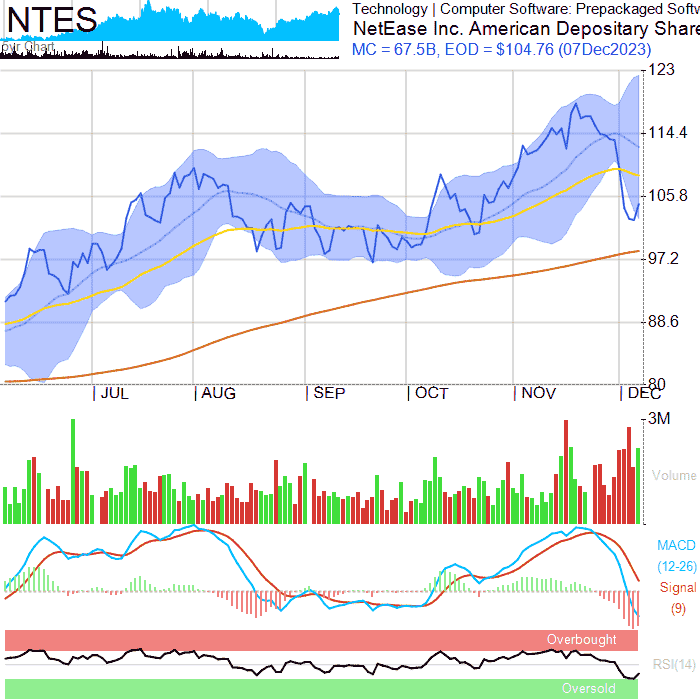 NTES
Technology | Computer Software: Prepackaged Softw
NetEase Inc. American Depositary Share
MC = 67.5B, EOD = $104.76 (07Dec2023)
123
114.4
105.8
97.2
88.6
80
JUL
AUG
SEP
OCT
NOV
DEC
3M
Volume
MACD
(12-26)
Signal
(9)
Overbought
RSI(14)
Oversold